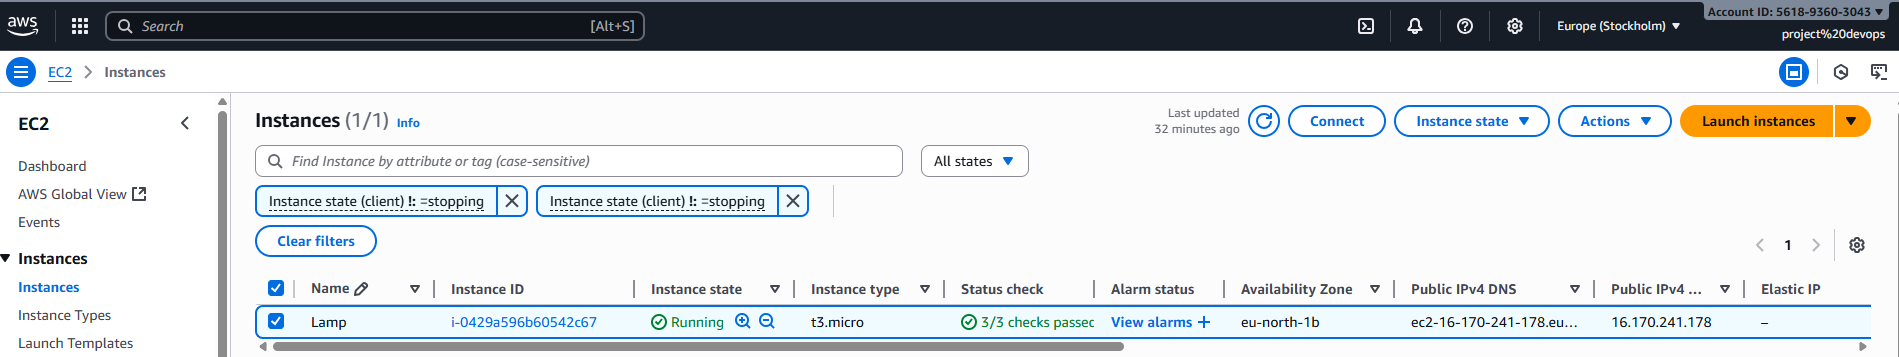 aws
Search [Alt+S]
Europe (Stockholm)
Account ID: 5618-9360-3043
project%20devops
EC2 Instances
EC2
Dashboard
AWS Global View
Events
Instances
Instances
Instance Types
Launch Templates
Instances (1/1) Info
Last updated
32 minutes ago
Connect Instance state Actions Launch instances
Find Instance by attribute or tag (case-sensitive) All states
Instance state (client) !: =stopping Instance state (client) !: =stopping
Clear filters
1
Name Instance ID Instance state Instance type Status check Alarm status Availability Zone Public IPv4 DNS Public IPv4 ... Elastic IP
Lamp i-0429a596b60542c67 Running t3.micro 3/3 checks passec View alarms + eu-north-1b ec2-16-170-241-178.eu... 16.170.241.178 –